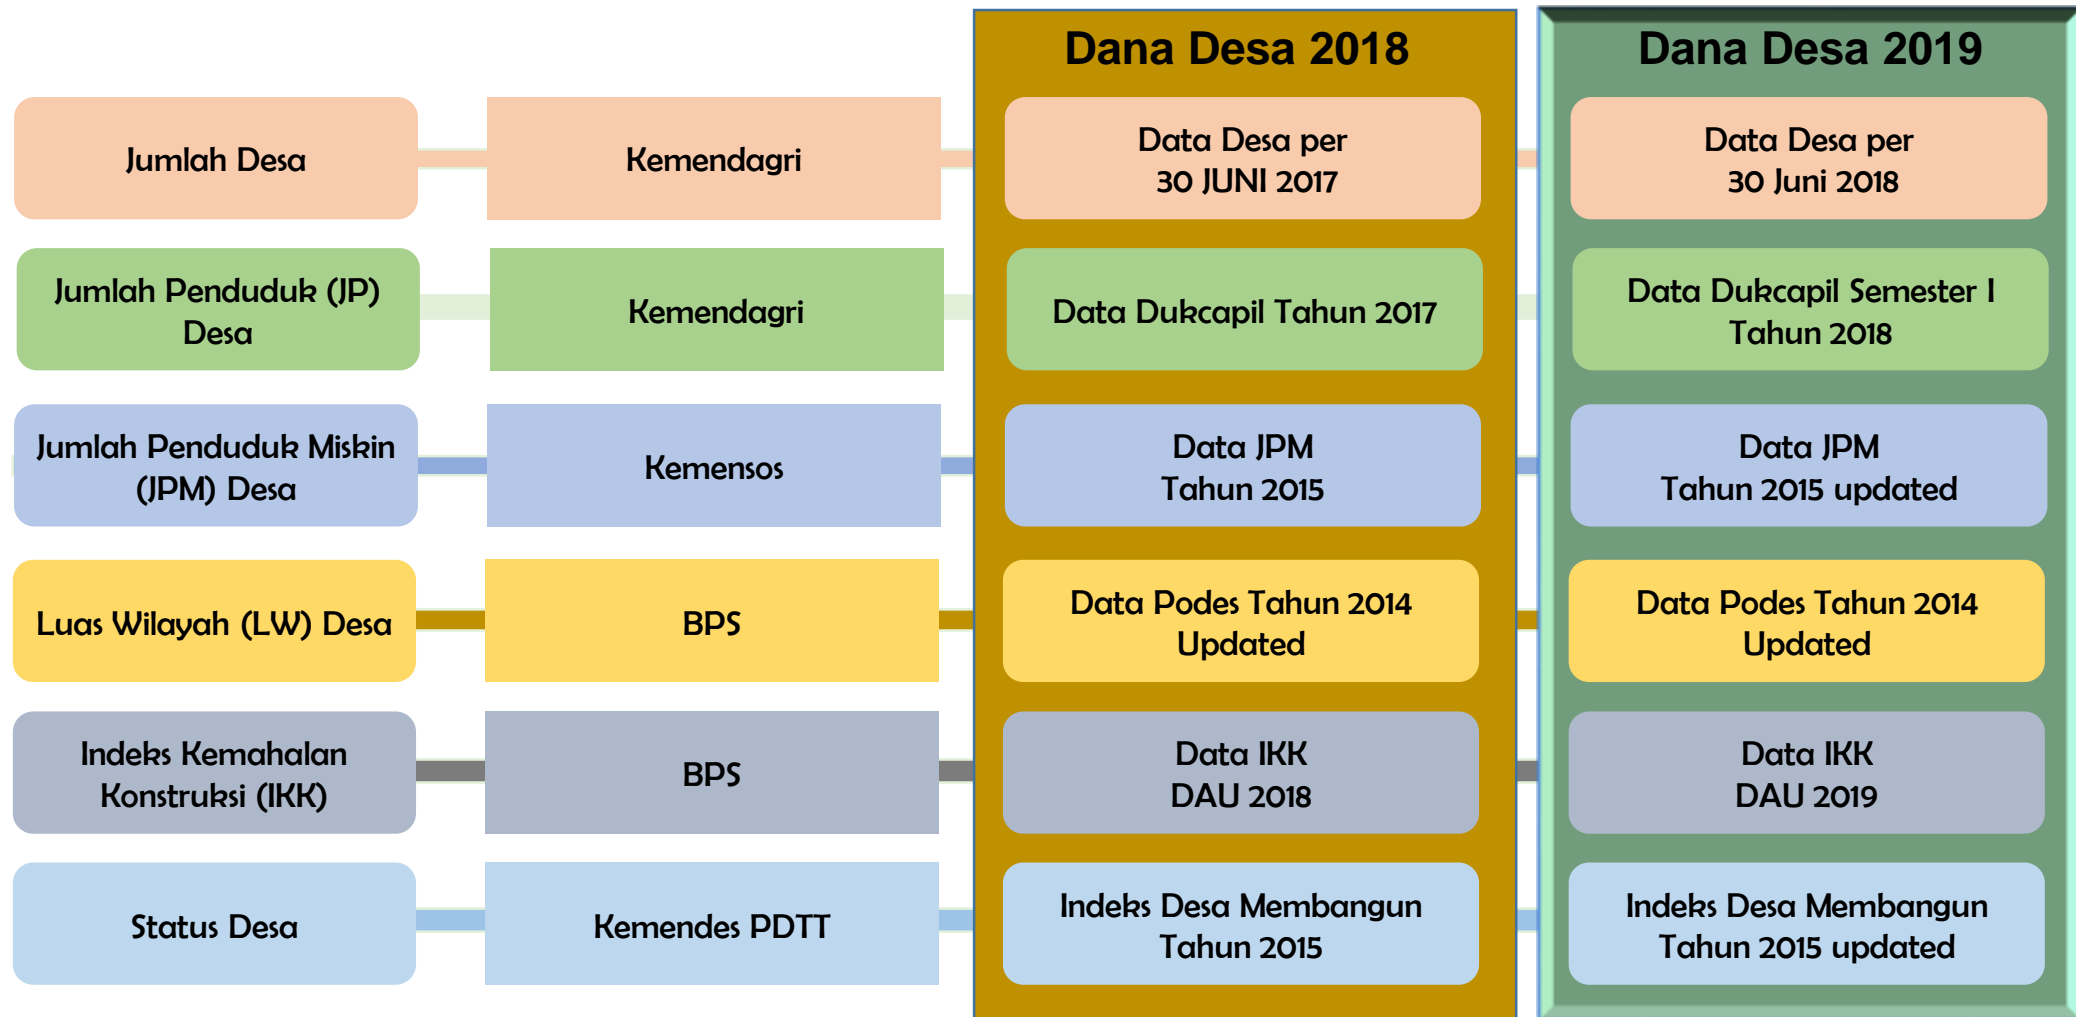 Dana Desa 2018
Dana Desa 2019
Jumlah Desa
Kemendagri
Data Desa per
30 JUNI 2017
Data Desa per
30 Juni 2018
Jumlah Penduduk (JP)
Desa
Kemendagri
Data Dukcapil Tahun 2017
Data Dukcapil Semester I
Tahun 2018
Jumlah Penduduk Miskin
(JPM) Desa
Kemensos
Data JPM
Tahun 2015
Data JPM
Tahun 2015 updated
Luas Wilayah (LW) Desa
BPS
Data Podes Tahun 2014
Updated
Data Podes Tahun 2014
Updated
Indeks Kemahalan
Konstruksi (IKK)
BPS
Data IKK
DAU 2018
Data IKK
DAU 2019
Status Desa
Kemendes PDTT
Indeks Desa Membangun
Tahun 2015
Indeks Desa Membangun
Tahun 2015 updated